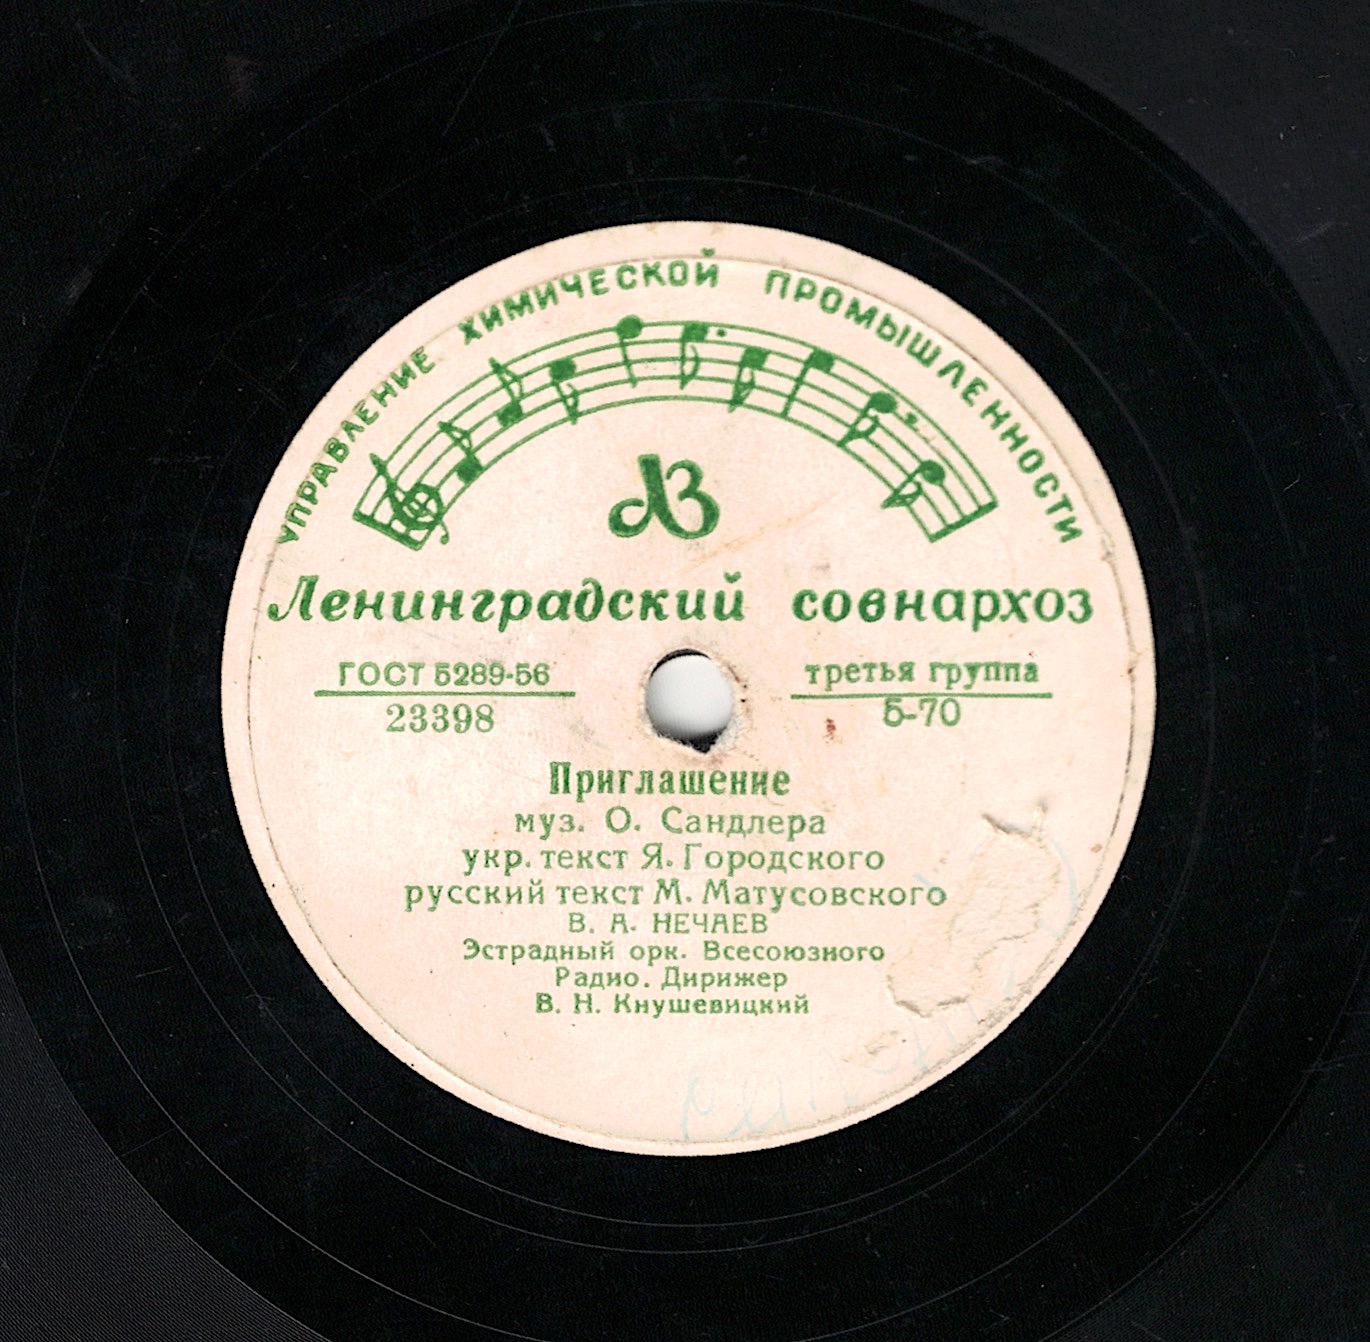 УПРАВЛЕНИЕ ХИМИЧЕСКОЙ ПРОМЫШЛЕННОСТИ
ЛЗ
Ленинградский совнархоз
ГОСТ 5289-56
23398
третья группа
5-70
Приглашение
муз. О. Сандлера
укр. текст Я. Городского
русский текст М. Матусовского
В. А. НЕЧАЕВ
Эстрадный орк. Всесоюзного
Радио. Дирижер
В. Н. Кнушевицкий